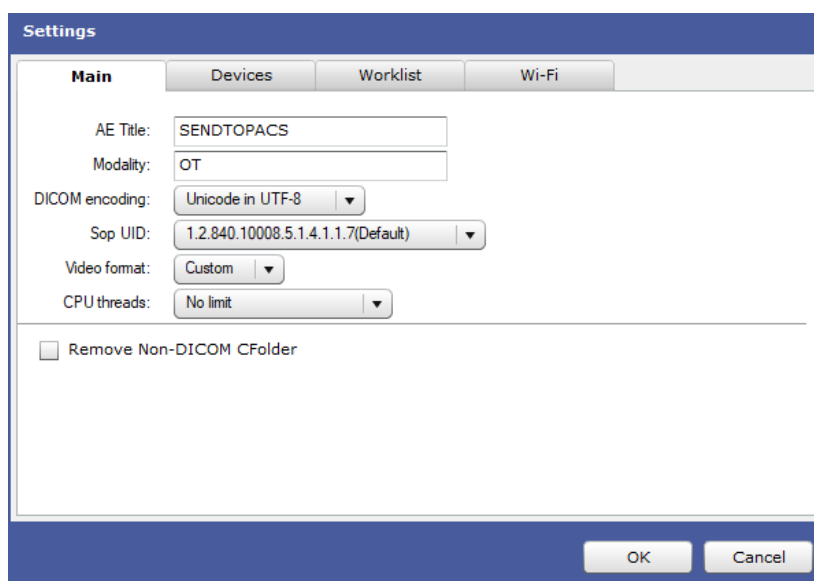 Settings
Main Devices Worklist Wi-Fi
AE Title: SENDTOPACS
Modality: OT
DICOM encoding: Unicode in UTF-8
Sop UID: 1.2.840.10008.5.1.4.1.1.7(Default)
Video format: Custom
CPU threads: No limit
Remove Non-DICOM CFolder
OK Cancel